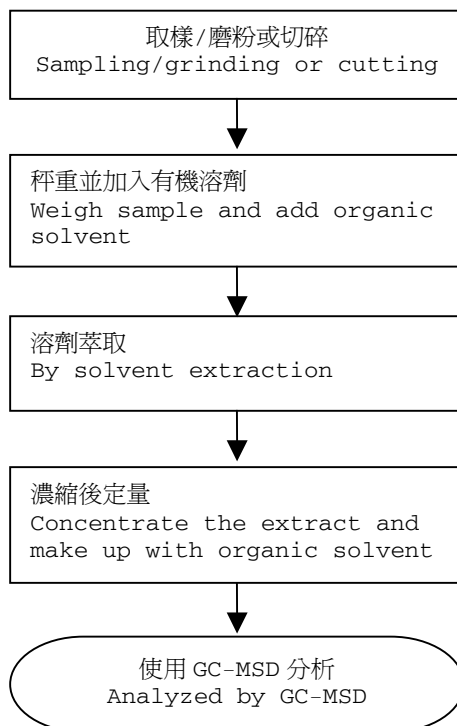 取樣/磨粉或切碎
Sampling/grinding or cutting
秤重並加入有機溶劑
Weigh sample and add organic
solvent
溶劑萃取
By solvent extraction
濃縮後定量
Concentrate the extract and
make up with organic solvent
使用 GC-MSD 分析
Analyzed by GC-MSD